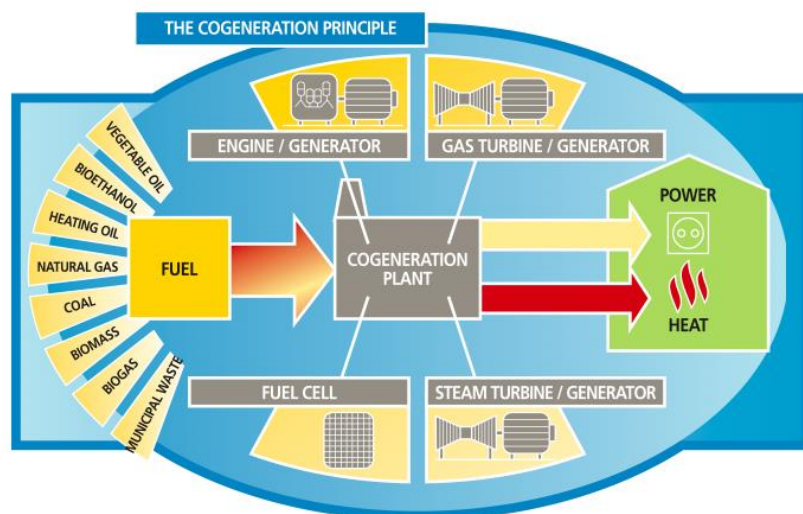 THE COGENERATION PRINCIPLE
ENGINE / GENERATOR
GAS TURBINE / GENERATOR
VEGETABLE OIL
BIOETHANOL
HEATING OIL
NATURAL GAS
COAL
BIOMASS
BIOGAS
MUNICIPAL WASTE
FUEL
COGENERATION
PLANT
POWER
HEAT
FUEL CELL
STEAM TURBINE / GENERATOR